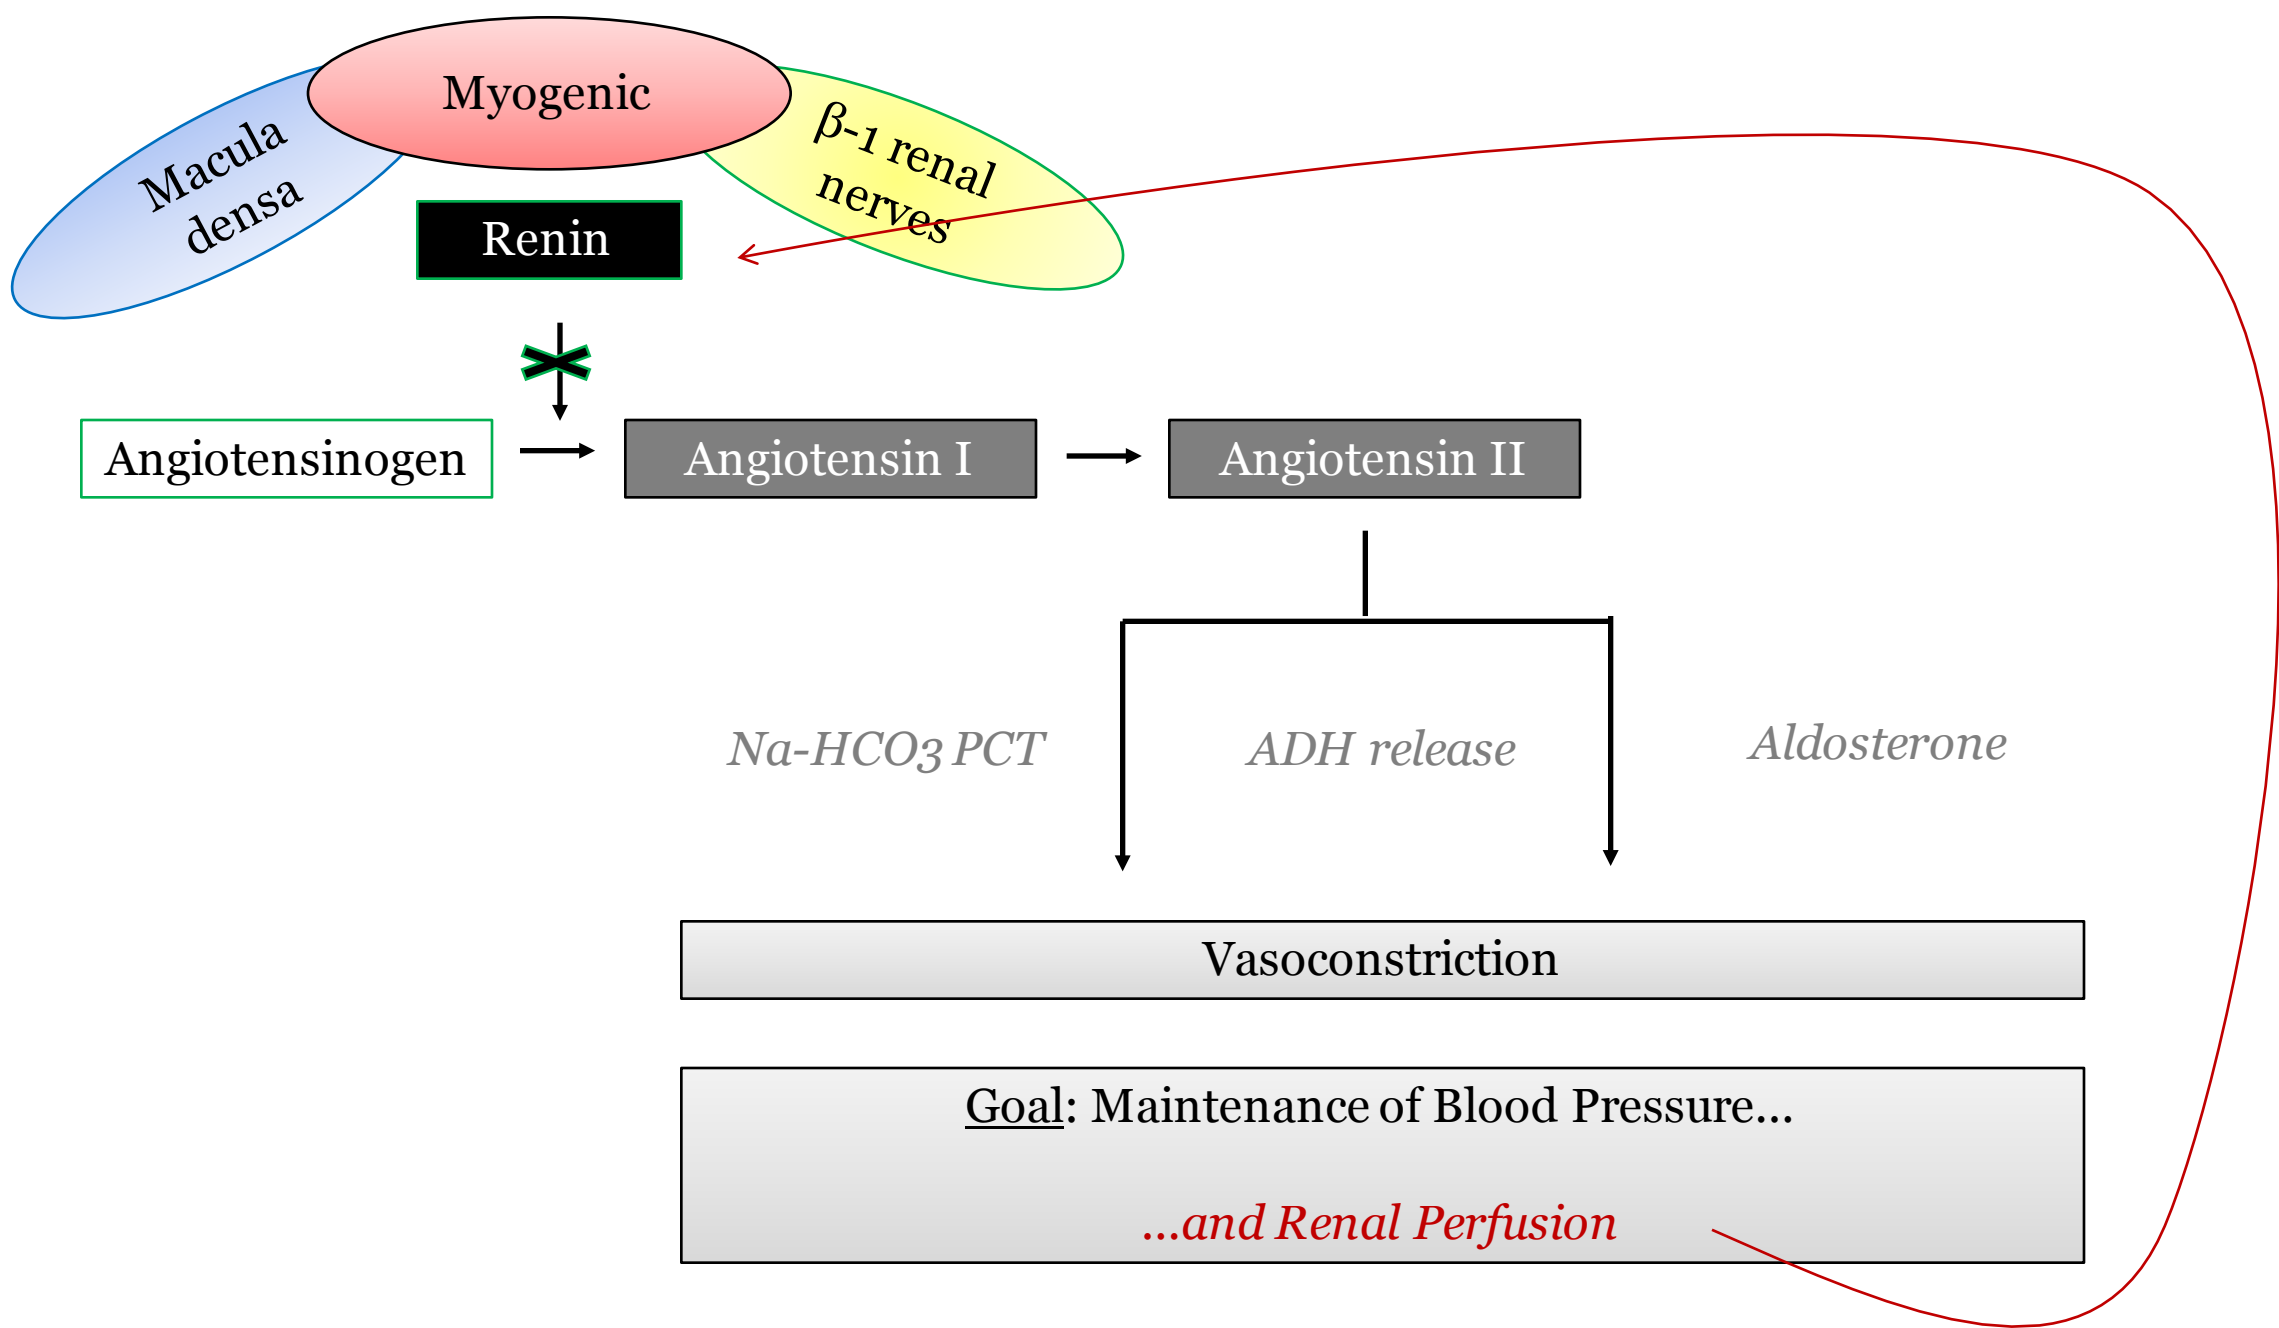 Myogenic
Macula
densa
β-1 renal
nerves
Renin
Angiotensinogen
Angiotensin I
Angiotensin II
Na-HCO3 PCT
ADH release
Aldosterone
Vasoconstriction
Goal: Maintenance of Blood Pressure...
...and Renal Perfusion